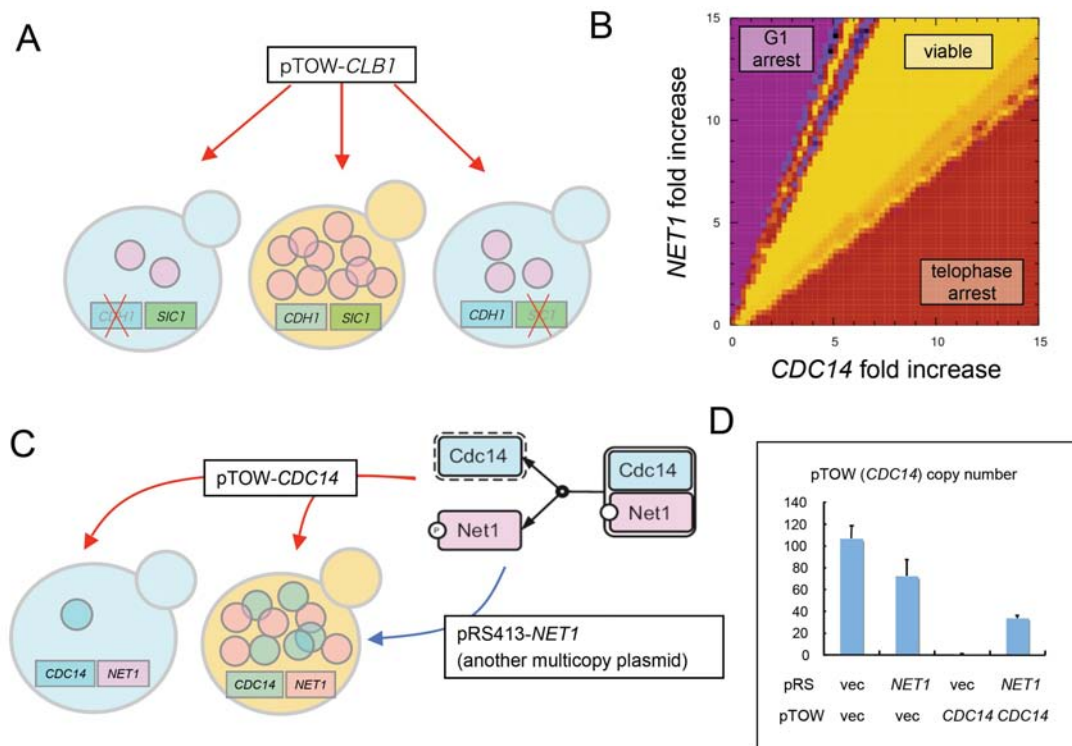 A
pTOW-CLB1
CDH1 SIC1
CDH1 SIC1
CDH1 SIC1
B
15
10
5
0
NET1 fold increase
G1
arrest
viable
telophase
arrest
0 5 10 15
CDC14 fold increase
C
pTOW-CDC14
Cdc14
P
Net1
Cdc14
Net1
CDC14 NET1
CDC14 NET1
pRS413-NET1
(another multicopy plasmid)
D
pTOW (CDC14) copy number
140
120
100
80
60
40
20
0
pRS vec NET1 vec NET1
pTOW vec vec CDC14 CDC14